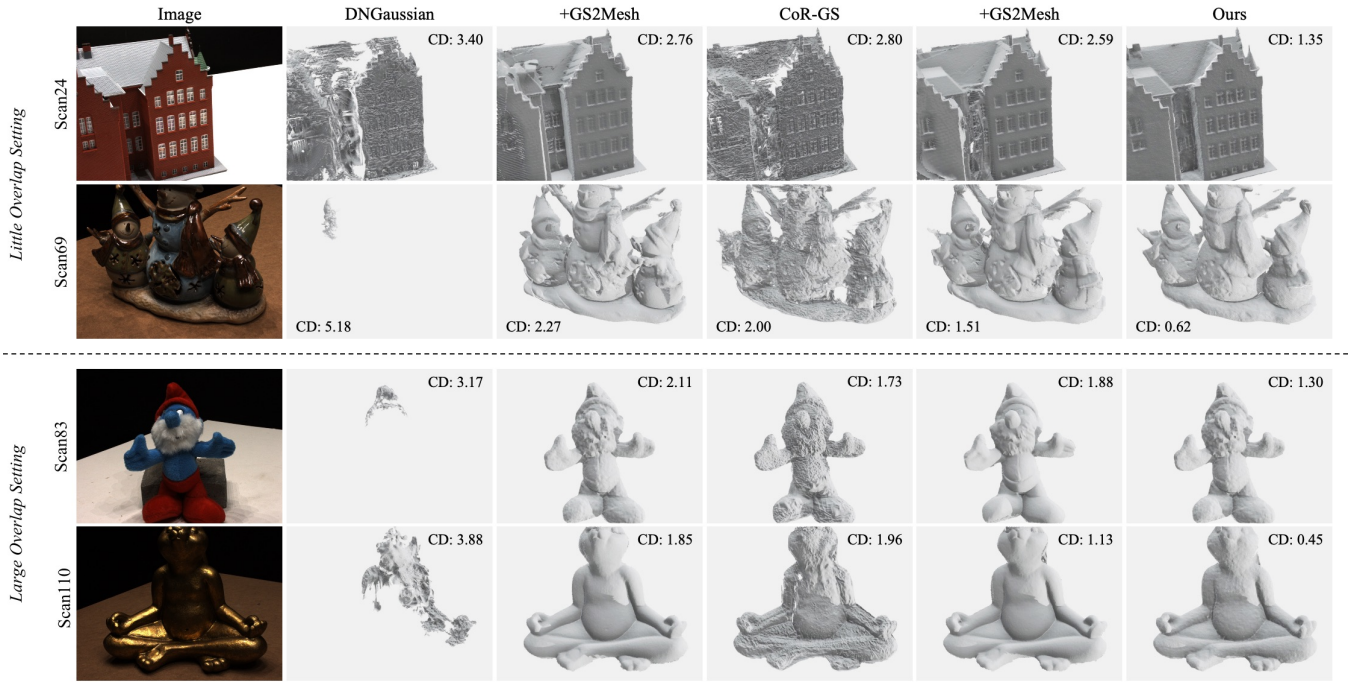 Image DNGaussian +GS2Mesh CoR-GS +GS2Mesh Ours
Little Overlap Setting
Scan24
CD: 3.40 CD: 2.76 CD: 2.80 CD: 2.59 CD: 1.35
Scan69
CD: 5.18 CD: 2.27 CD: 2.00 CD: 1.51 CD: 0.62
Large Overlap Setting
Scan83
CD: 3.17 CD: 2.11 CD: 1.73 CD: 1.88 CD: 1.30
Scan110
CD: 3.88 CD: 1.85 CD: 1.96 CD: 1.13 CD: 0.45